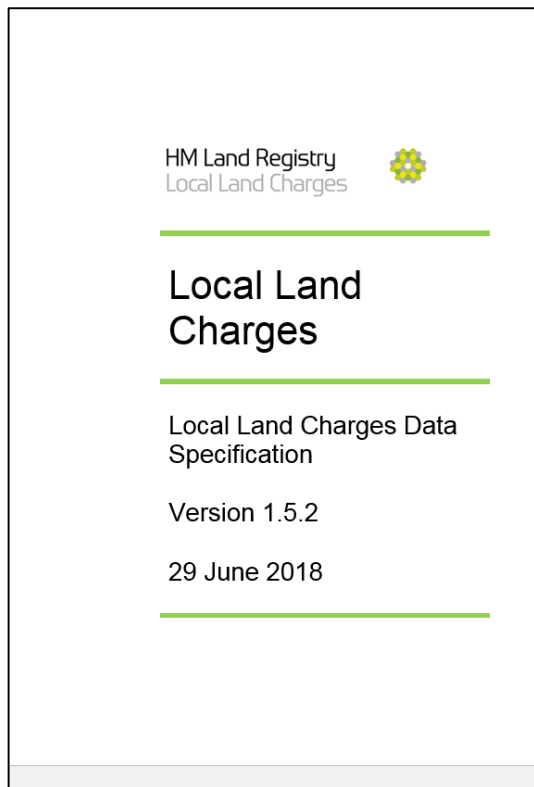 HM Land Registry
Local Land Charges
Local Land
Charges
Local Land Charges Data
Specification
Version 1.5.2
29 June 2018